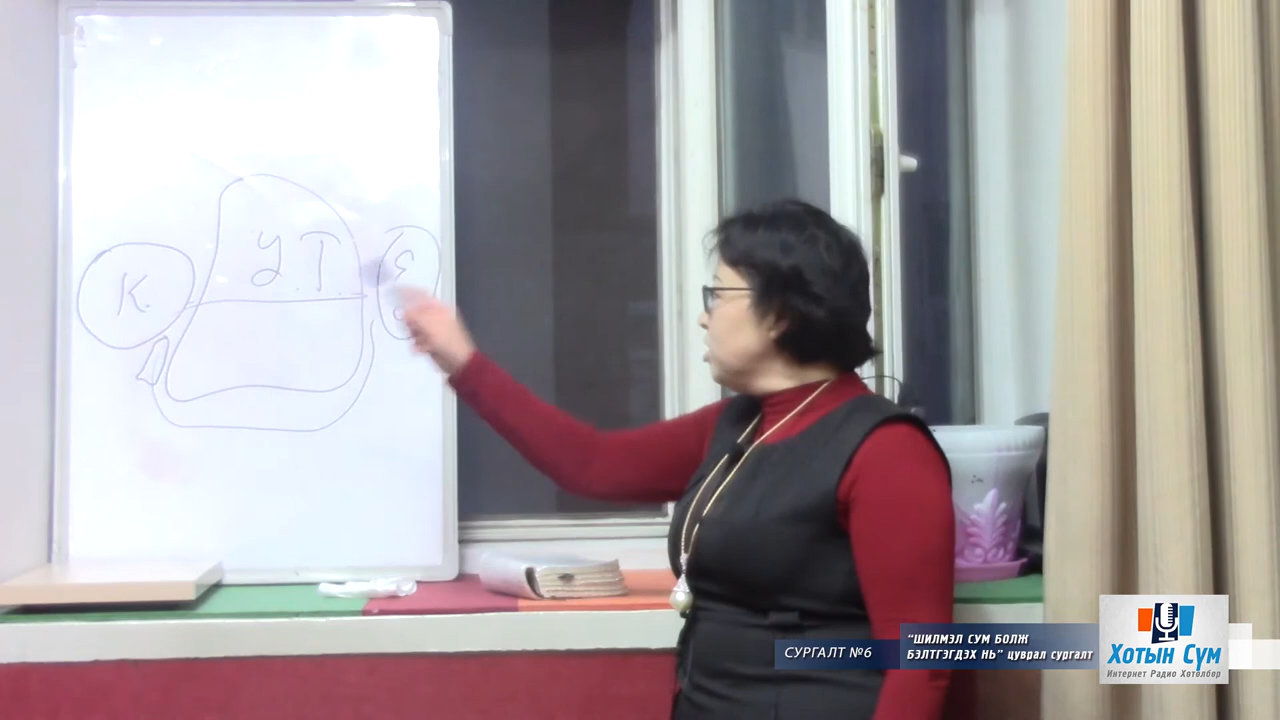 К.
У.Т.
СУРГАЛТ №6
“ШИЛМЭЛ СУМ БОЛЖ
БЭЛТГЭГДЭХ НЬ” цуврал сургалт
Хотын Сум
Интернет Радио Хөтөлбөр